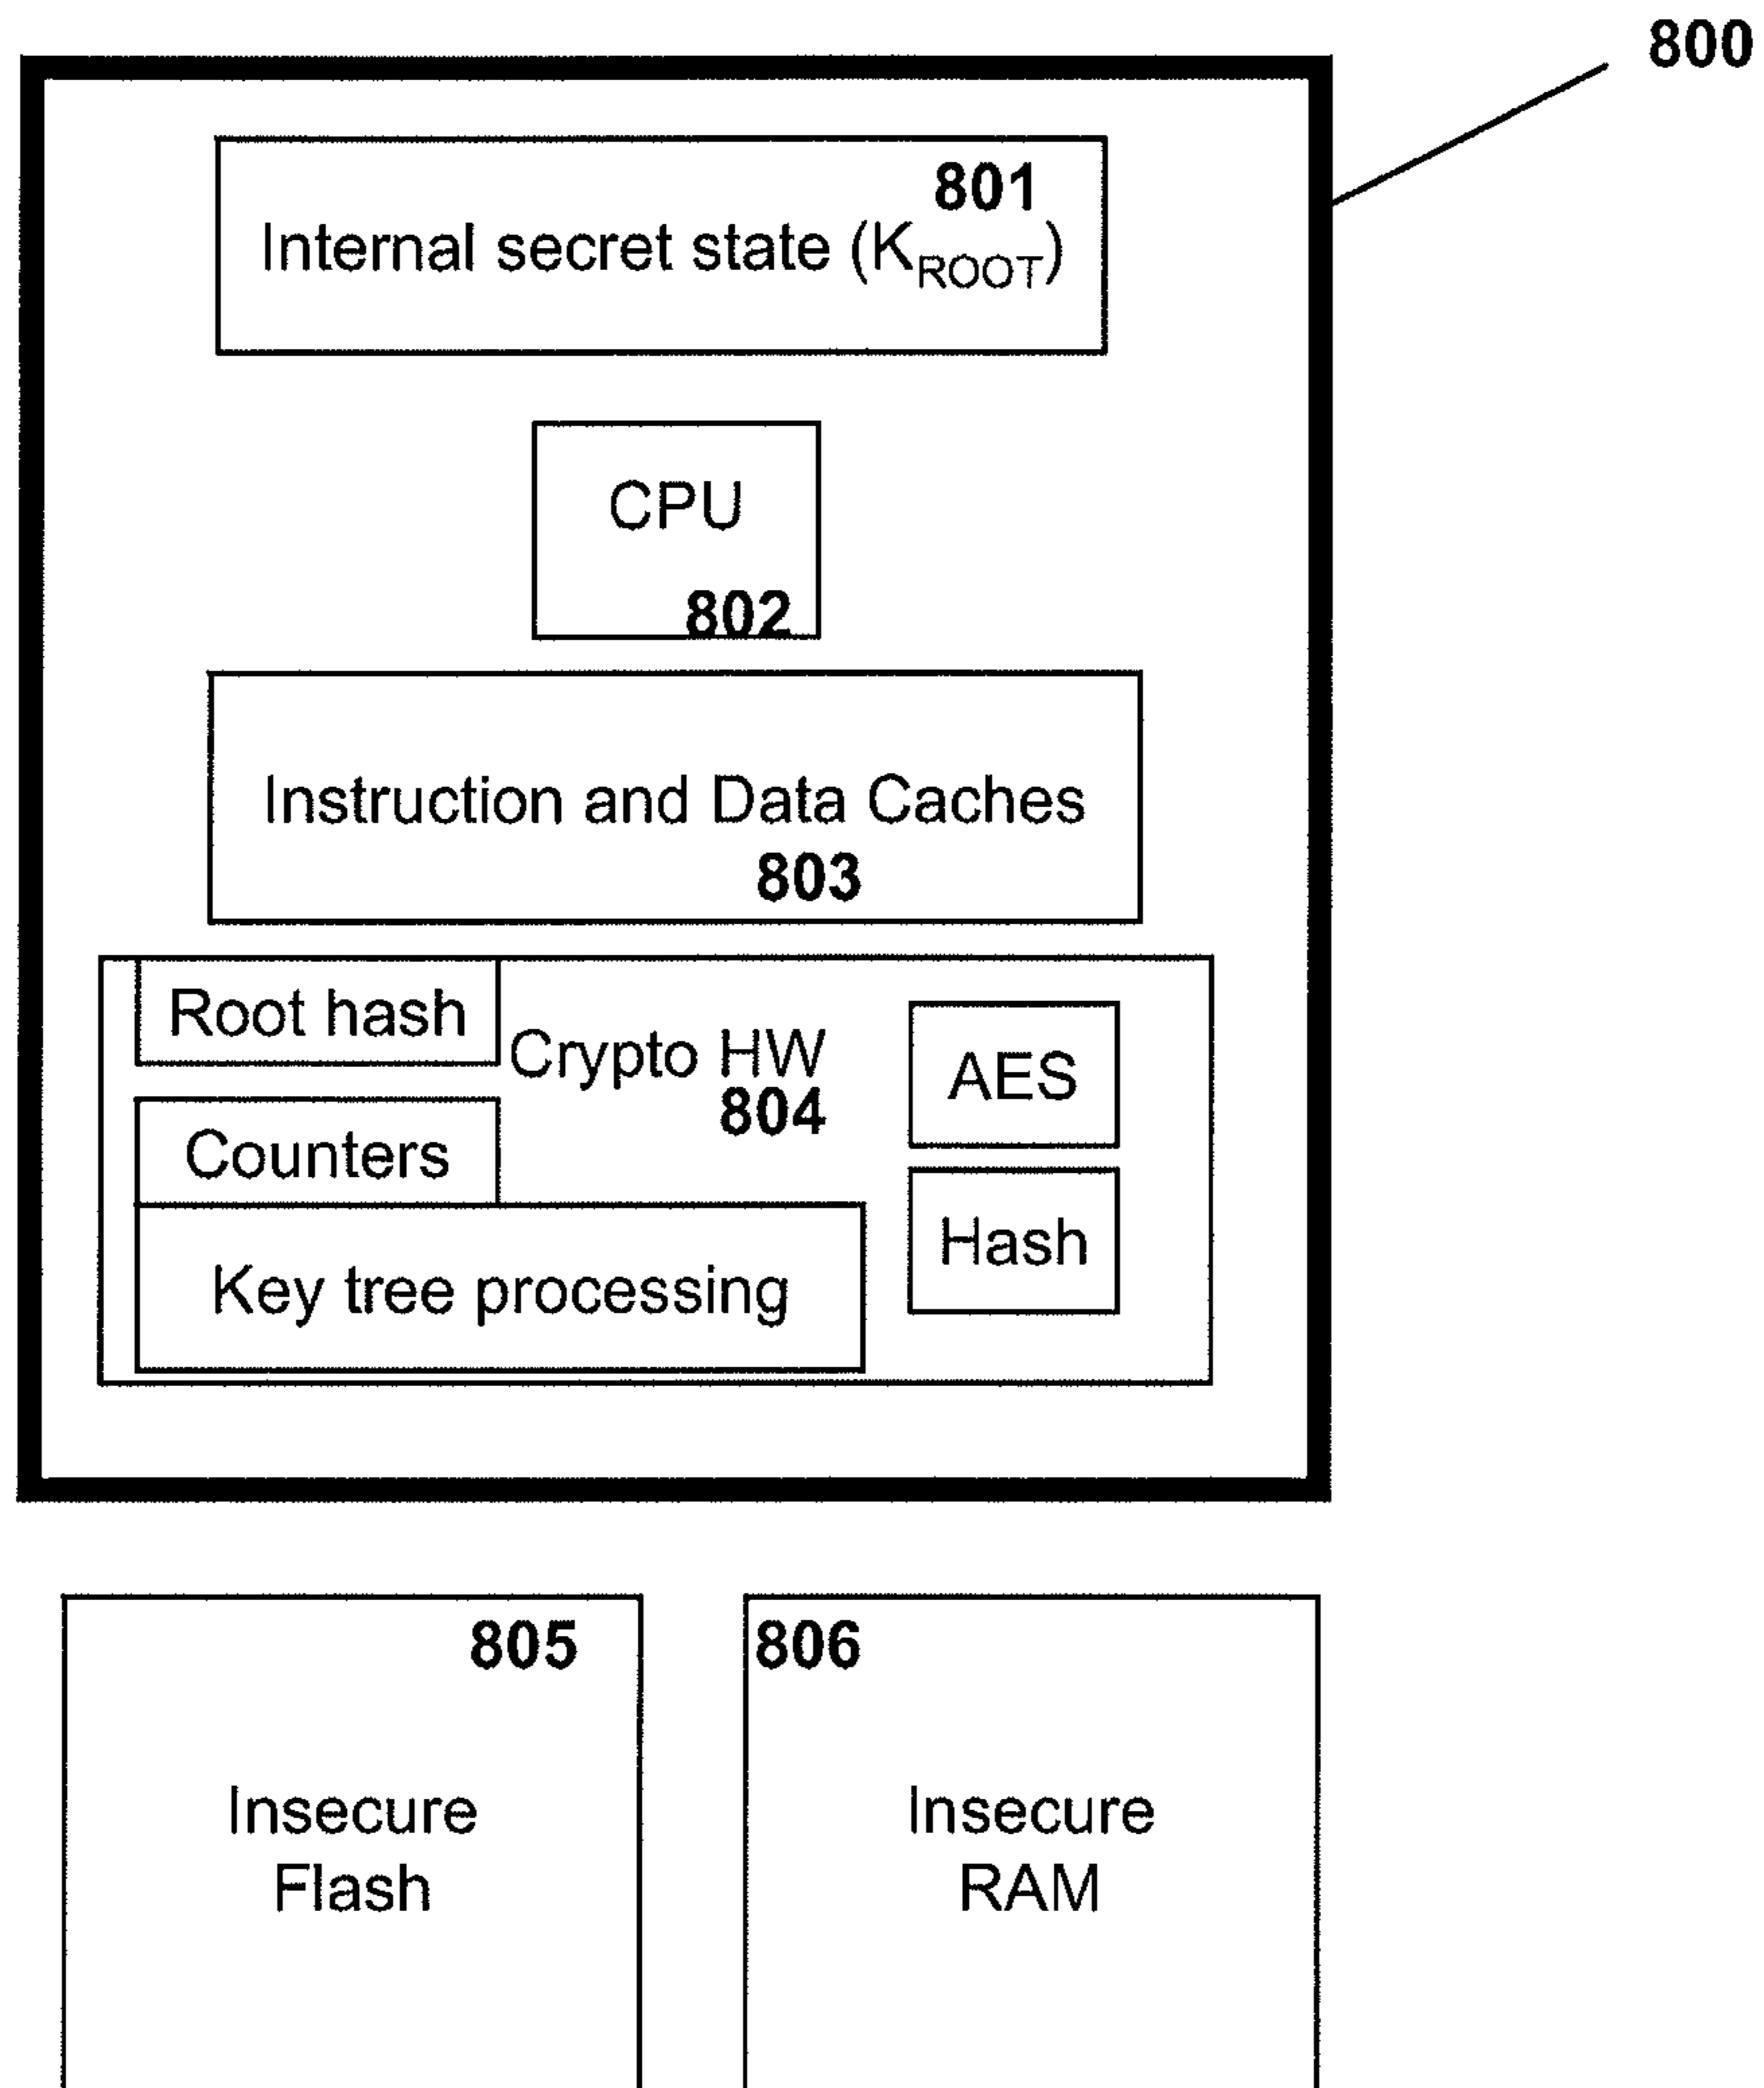 800
801
Internal secret state (KROOT)
CPU
802
Instruction and Data Caches
803
Root hash
Crypto HW
804
AES
Counters
Hash
Key tree processing
805
806
Insecure
Flash
Insecure
RAM